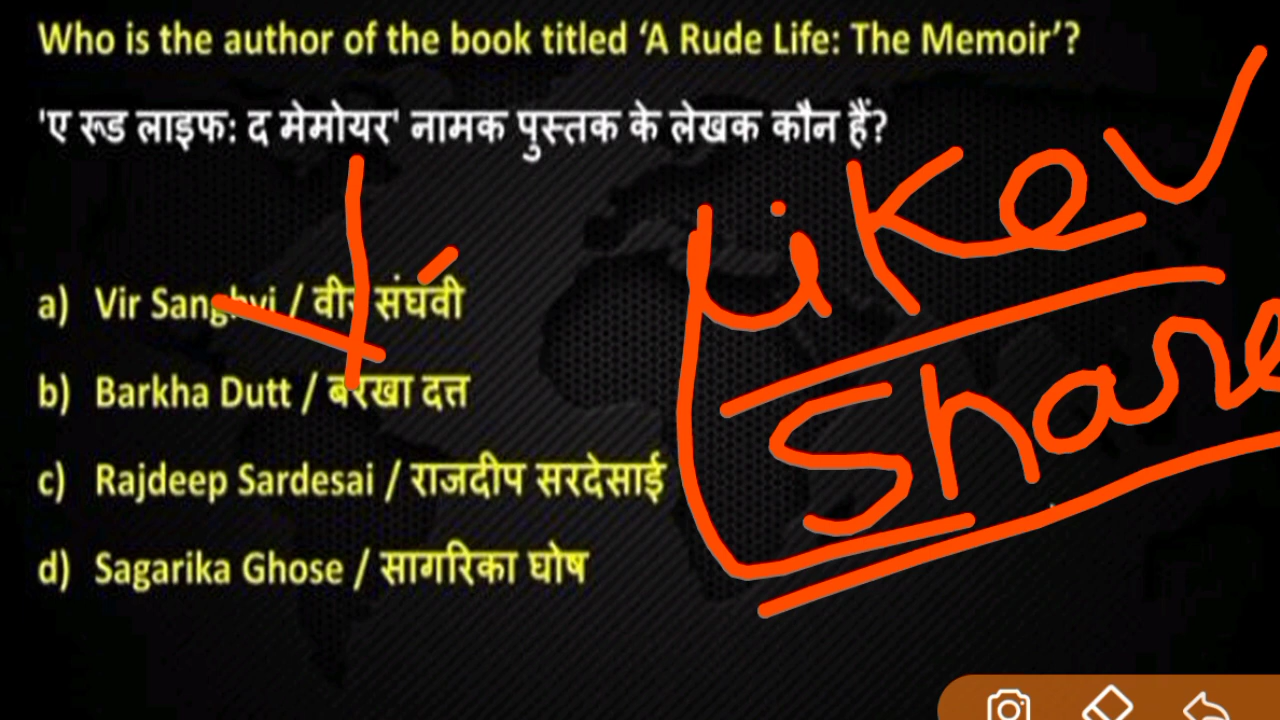 Who is the author of the book titled ‘A Rude Life: The Memoir’?
'ए रूड लाइफ: द मेमोयर' नामक पुस्तक के लेखक कौन हैं?
a) Vir Sanghvi / वीर संघवी
b) Barkha Dutt / बरखा दत्त
c) Rajdeep Sardesai / राजदीप सरदेसाई
d) Sagarika Ghose / सागरिका घोष
Like
Share